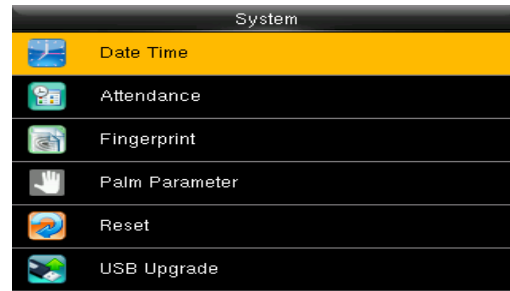 System
Date Time
Attendance
Fingerprint
Palm Parameter
Reset
USB Upgrade